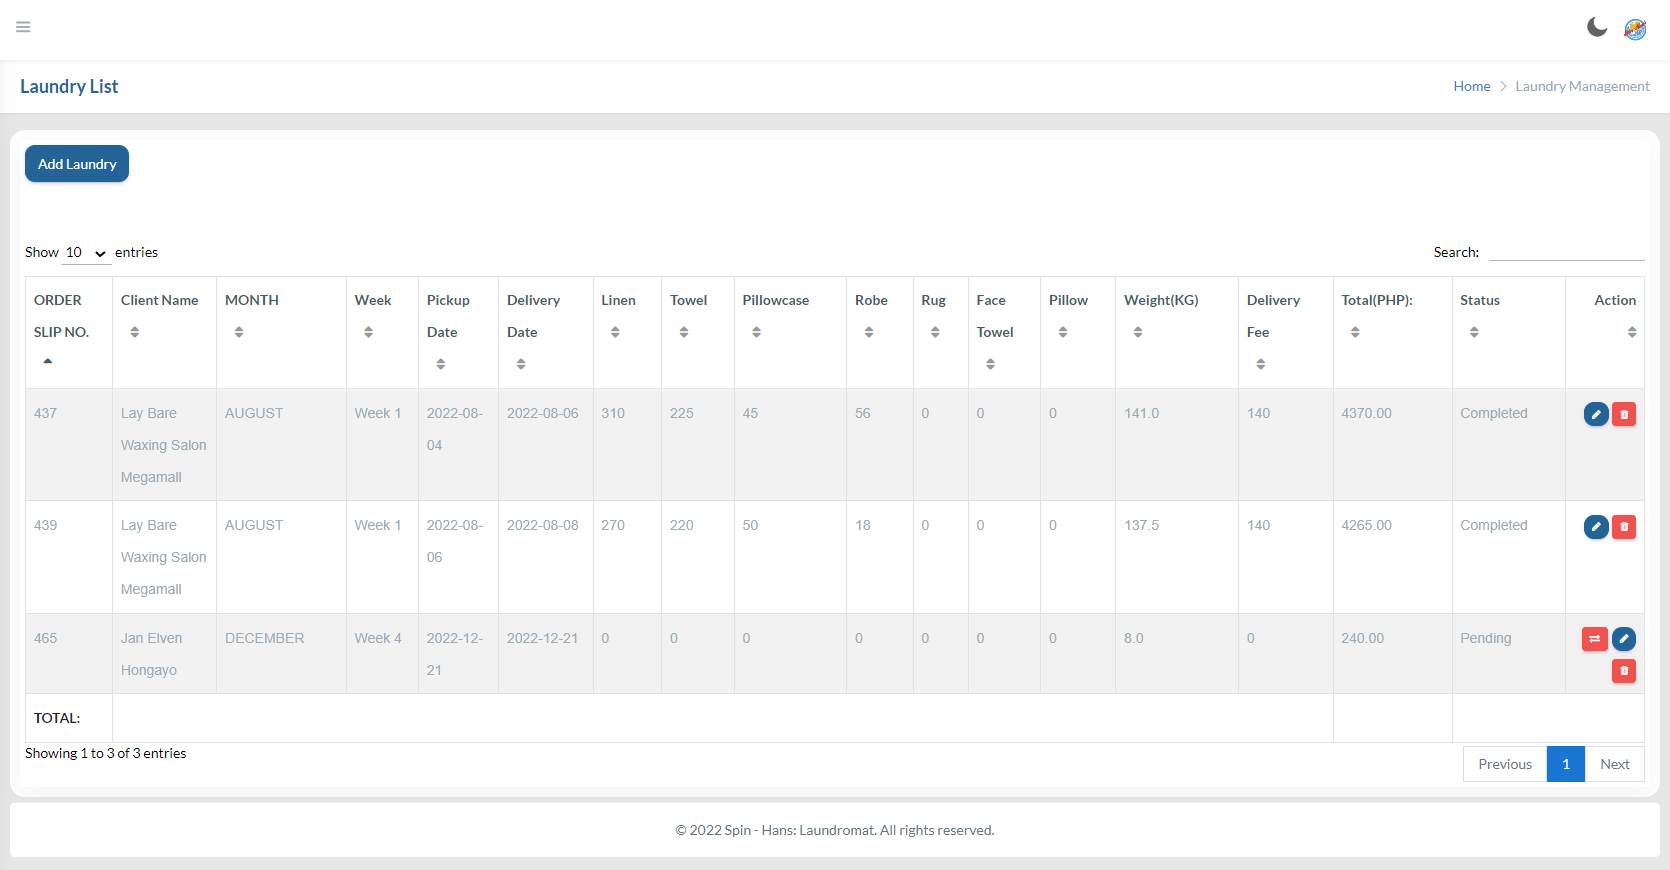 Laundry List
Home > Laundry Management
Add Laundry
Show 10 entries
Search:
ORDER SLIP NO. Client Name MONTH Week Pickup Date Delivery Date Linen Towel Pillowcase Robe Rug Face Towel Pillow Weight(KG) Delivery Fee Total(PHP): Status Action
437 Lay Bare Waxing Salon Megamall AUGUST Week 1 2022-08-04 2022-08-06 310 225 45 56 0 0 0 141.0 140 4370.00 Completed
439 Lay Bare Waxing Salon Megamall AUGUST Week 1 2022-08-06 2022-08-08 270 220 50 18 0 0 0 137.5 140 4265.00 Completed
465 Jan Elven Hongayo DECEMBER Week 4 2022-12-21 2022-12-21 0 0 0 0 0 0 0 8.0 0 240.00 Pending
TOTAL:
Showing 1 to 3 of 3 entries
Previous 1 Next
© 2022 Spin - Hans: Laundromat. All rights reserved.